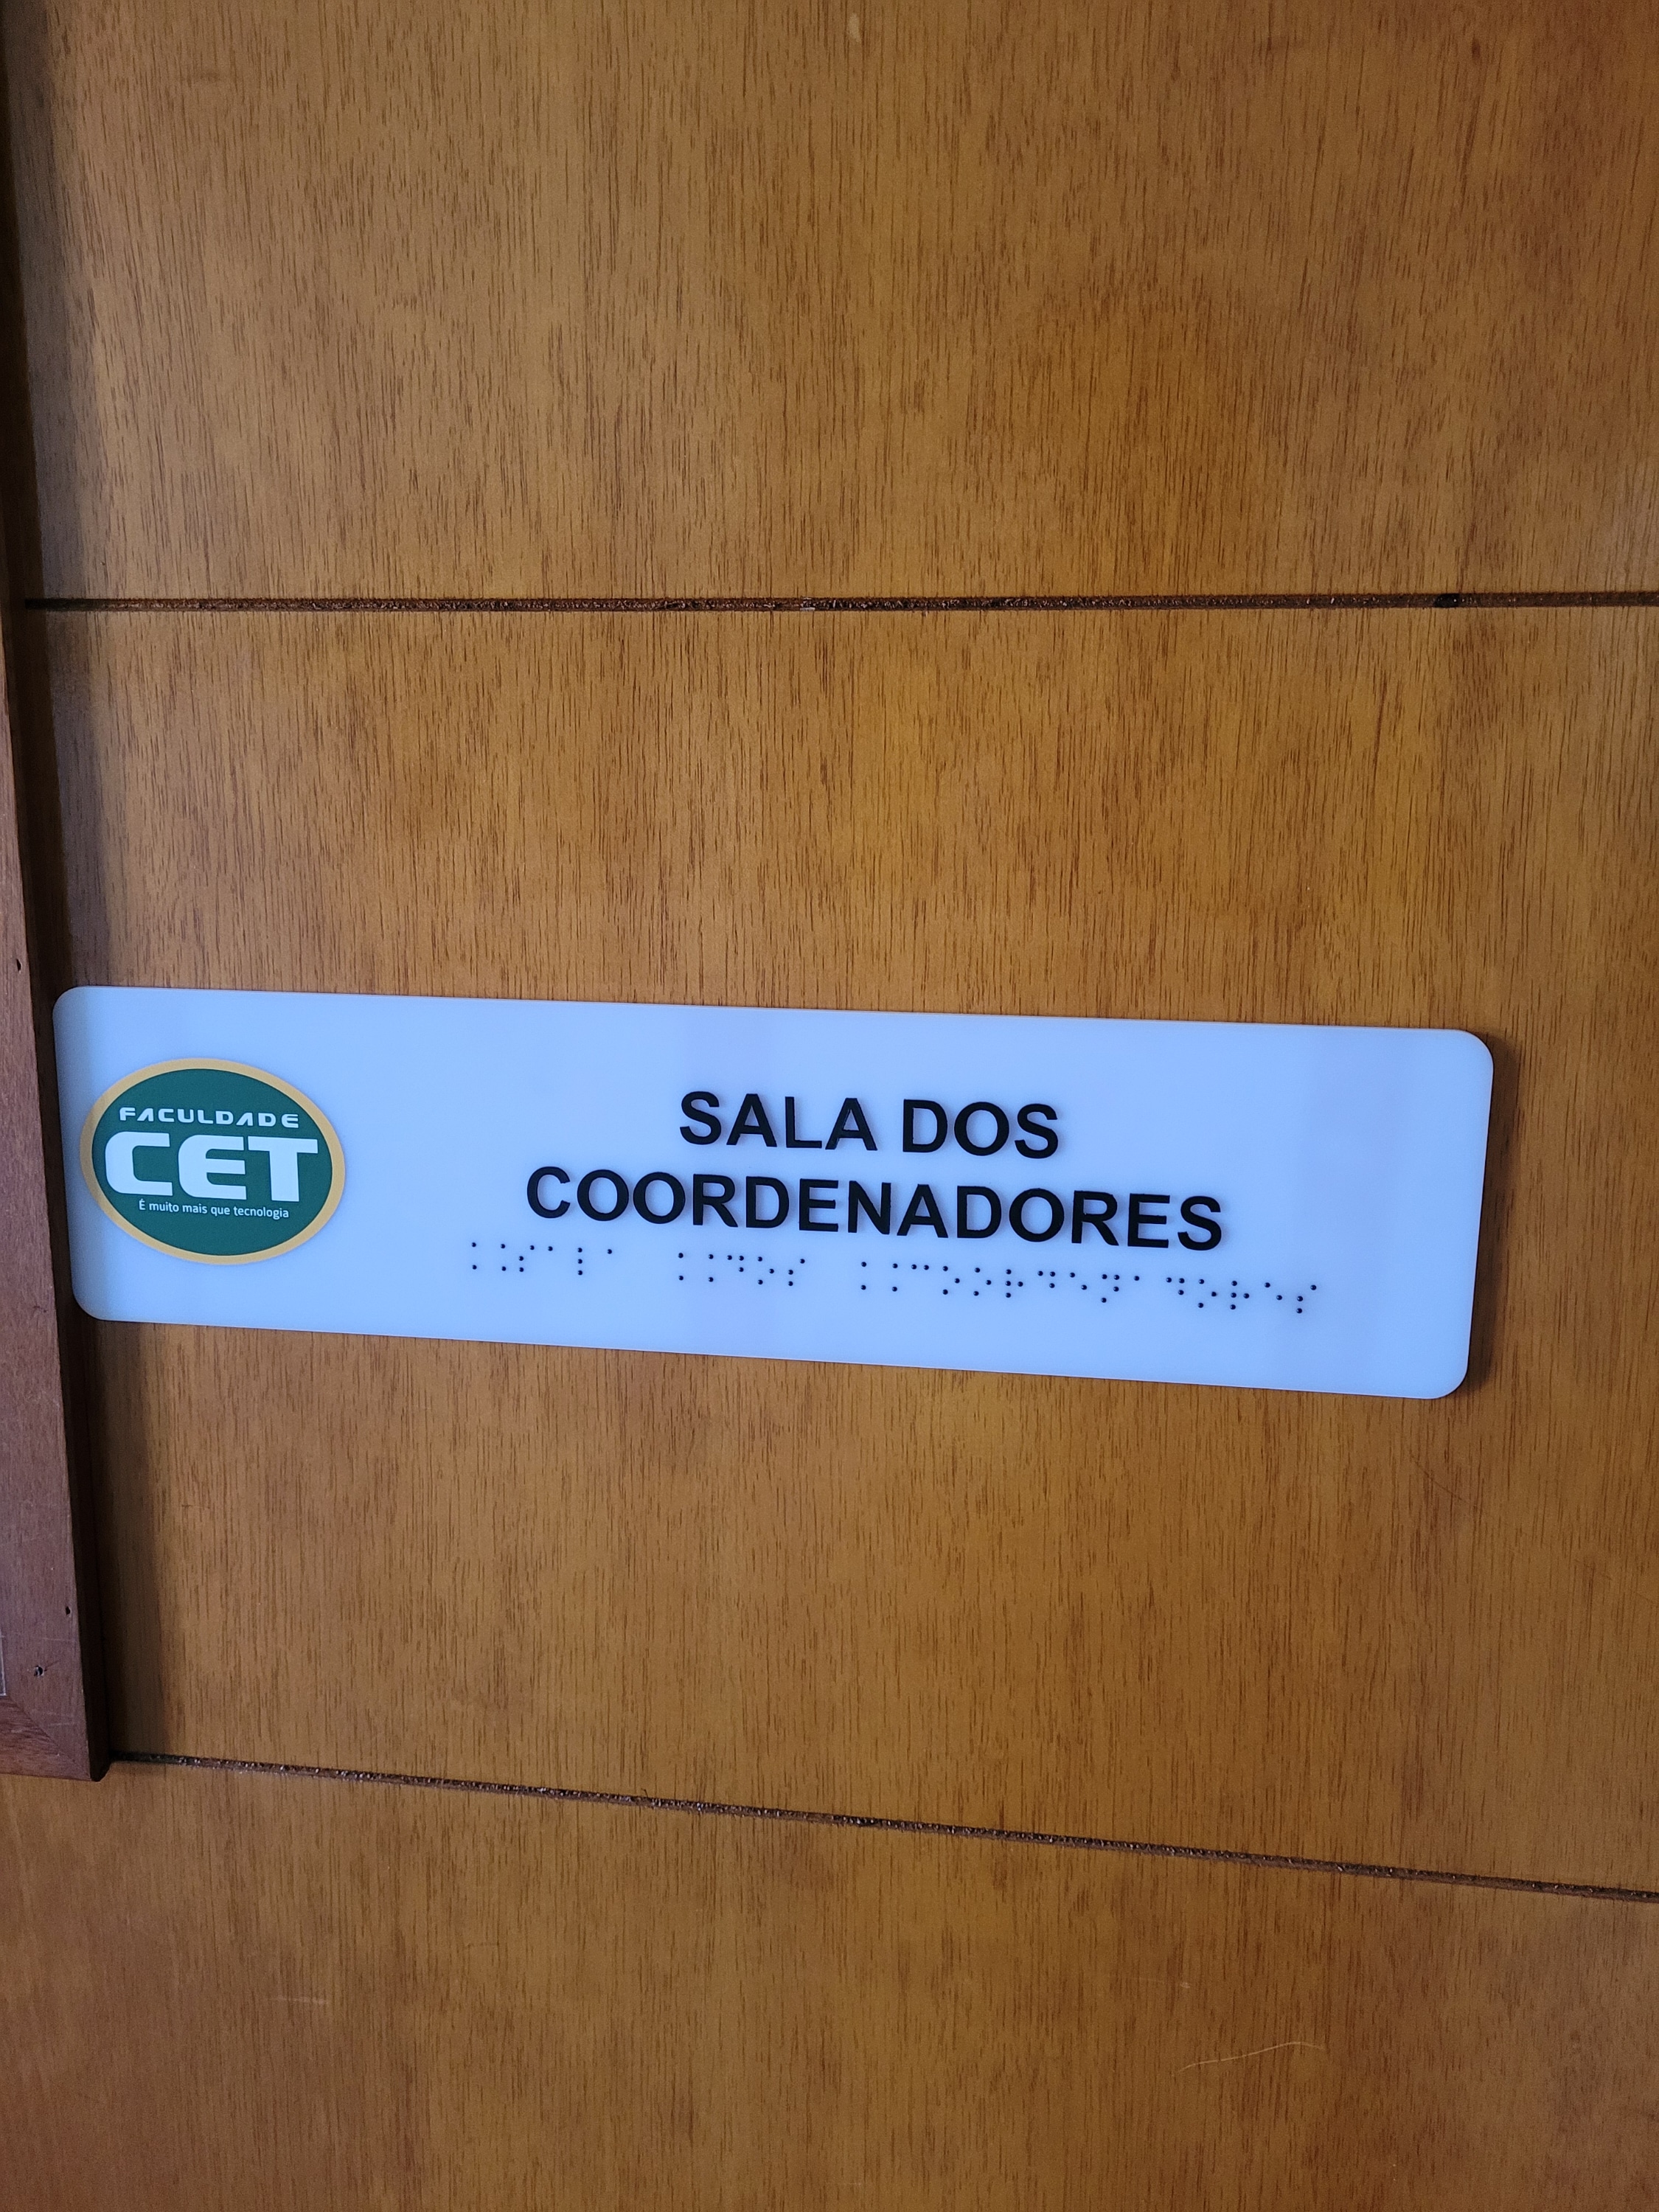 FACULDADE
CET
É muito mais que tecnologia
SALA DOS
COORDENADORES
⠨⠨⠎⠁⠇⠁ ⠨⠨⠙⠕⠎ ⠨⠨⠉⠕⠕⠗⠙⠑⠝⠁⠙⠕⠗⠑⠎